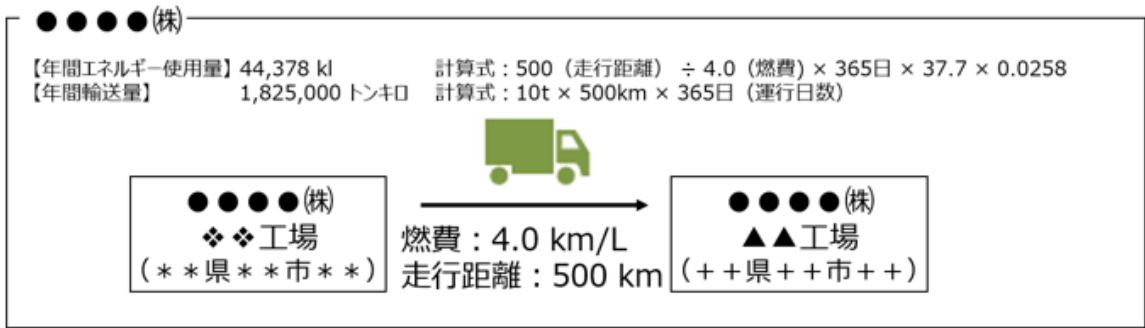 ●●●●㈱
【年間エネルギー使用量】 44,378 kl 計算式：500（走行距離） ÷ 4.0（燃費）× 365日 × 37.7 × 0.0258
【年間輸送量】 1,825,000 トンキロ 計算式：10t × 500km × 365日（運行日数）
●●●●㈱
❖❖工場
(＊＊県＊＊市＊＊)
燃費：4.0 km/L
走行距離：500 km
●●●●㈱
▲▲工場
(＋＋県＋＋市＋＋)